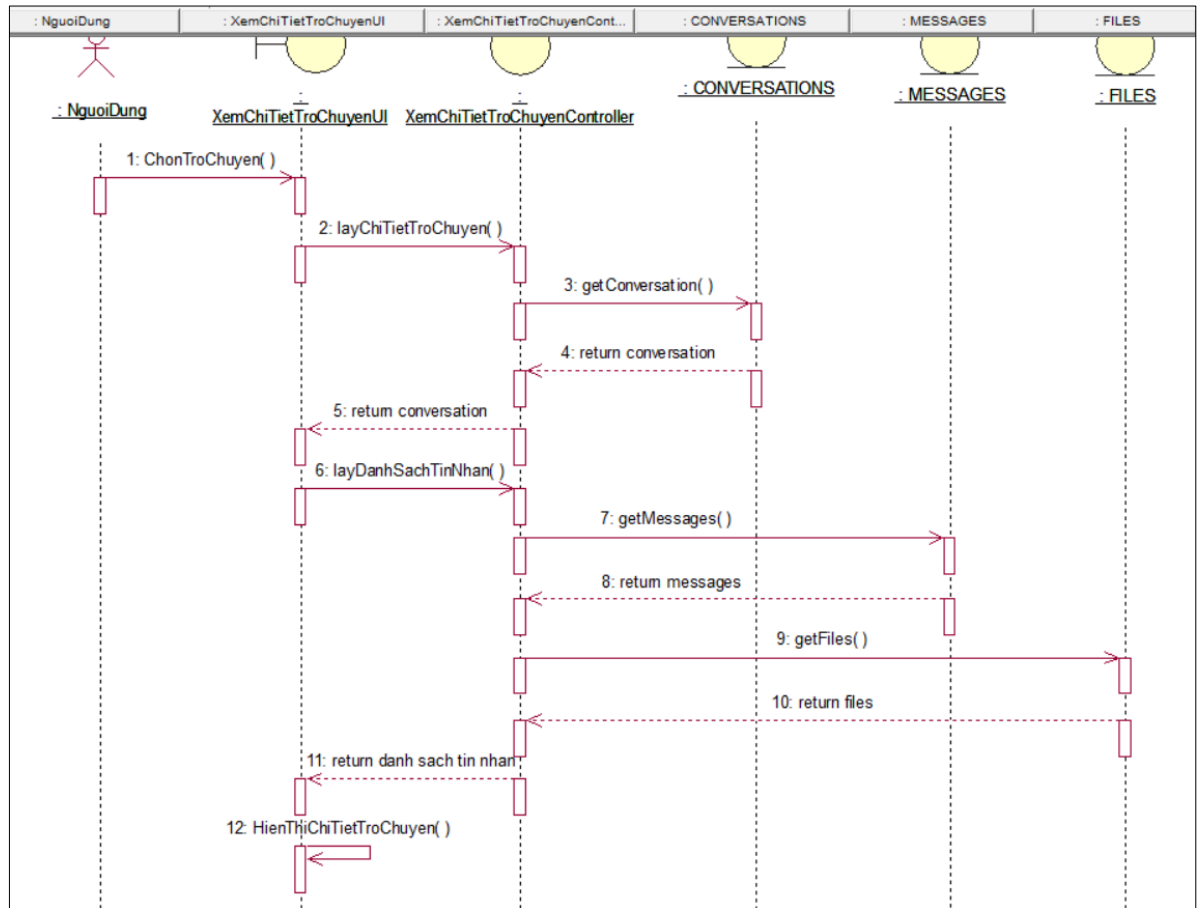 : NguoiDung
: XemChiTietTroChuyenUI
: XemChiTietTroChuyenCont...
: CONVERSATIONS
: MESSAGES
: FILES
: NguoiDung
:
XemChiTietTroChuyenUI
:
XemChiTietTroChuyenController
: CONVERSATIONS
: MESSAGES
: FILES
1: ChonTroChuyen( )
2: layChiTietTroChuyen( )
3: getConversation( )
4: return conversation
5: return conversation
6: layDanhSachTinNhan( )
7: getMessages( )
8: return messages
9: getFiles( )
10: return files
11: return danh sach tin nhan
12: HienThiChiTietTroChuyen( )